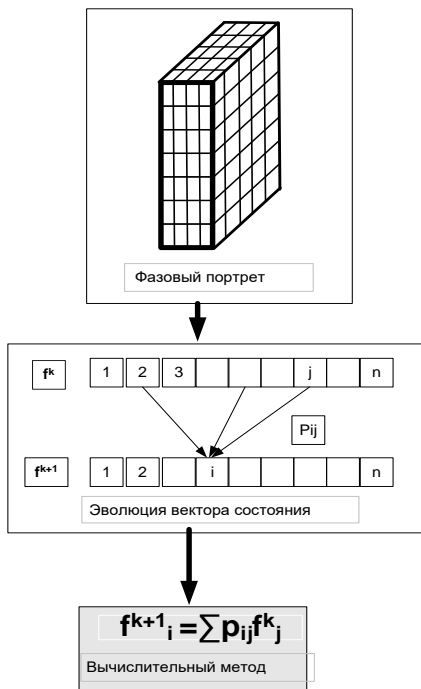 Фазовый портрет
fᵏ 1 2 3 j n
Pij
fᵏ⁺¹ 1 2 i n
Эволюция вектора состояния
fᵏ⁺¹ᵢ =∑pᵢⱼfᵏⱼ
Вычислительный метод